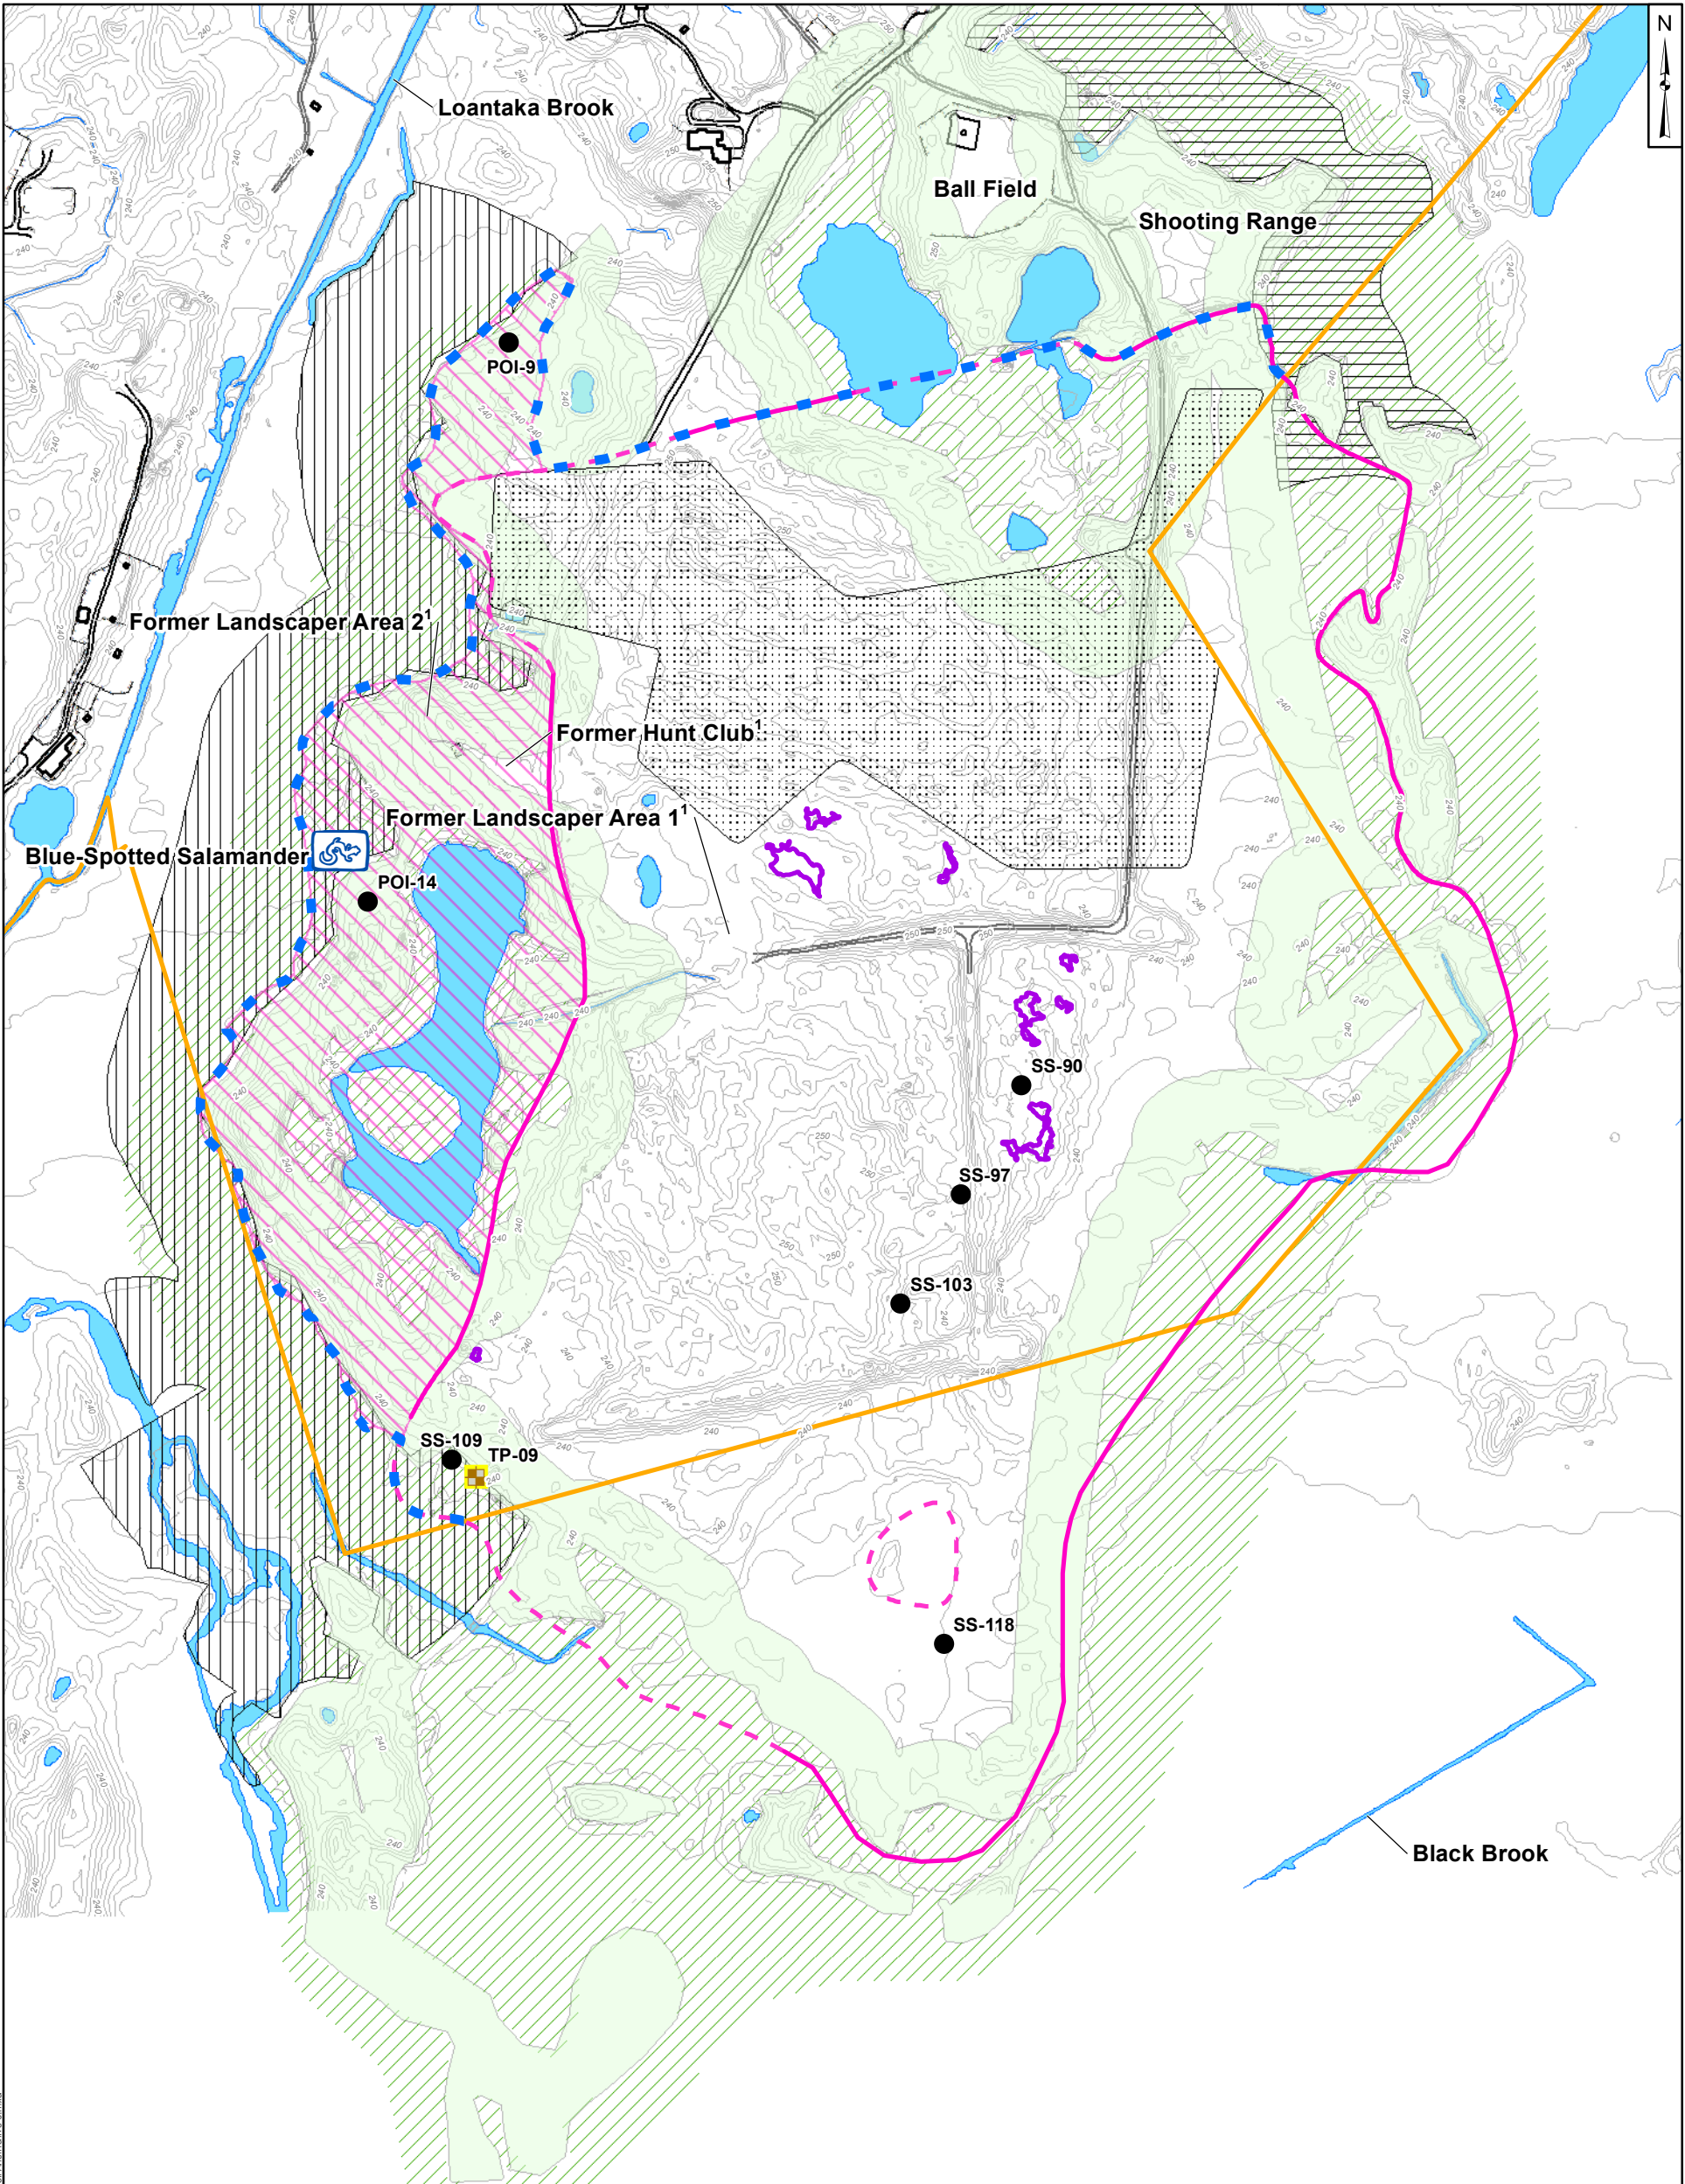 N
Loantaka Brook
Ball Field
Shooting Range
POI-9
Former Landscaper Area 2¹
Former Hunt Club¹
Former Landscaper Area 1¹
Blue-Spotted Salamander
POI-14
SS-90
SS-97
SS-103
SS-109
TP-09
SS-118
Black Brook
240
250